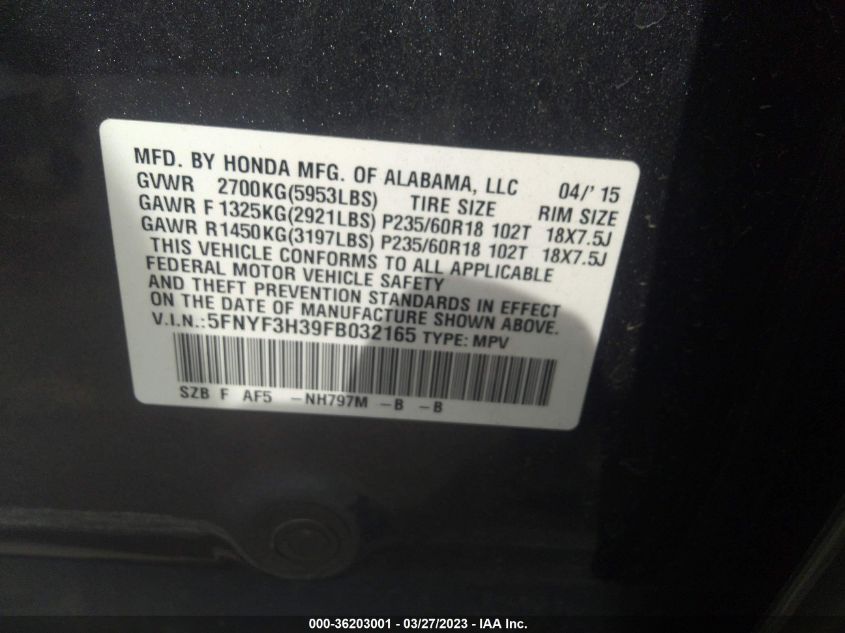 MFD. BY HONDA MFG. OF ALABAMA, LLC 04/' 15
GVWR 2700KG(5953LBS) TIRE SIZE RIM SIZE
GAWR F 1325KG(2921LBS) P235/60R18 102T 18X7.5J
GAWR R 1450KG(3197LBS) P235/60R18 102T 18X7.5J
THIS VEHICLE CONFORMS TO ALL APPLICABLE
FEDERAL MOTOR VEHICLE SAFETY
AND THEFT PREVENTION STANDARDS IN EFFECT
ON THE DATE OF MANUFACTURE SHOWN ABOVE.
V.I.N.:5FNYF3H39FB032165 TYPE: MPV
SZB F AF5 -NH797M -B -B
000-36203001 - 03/27/2023 - IAA Inc.